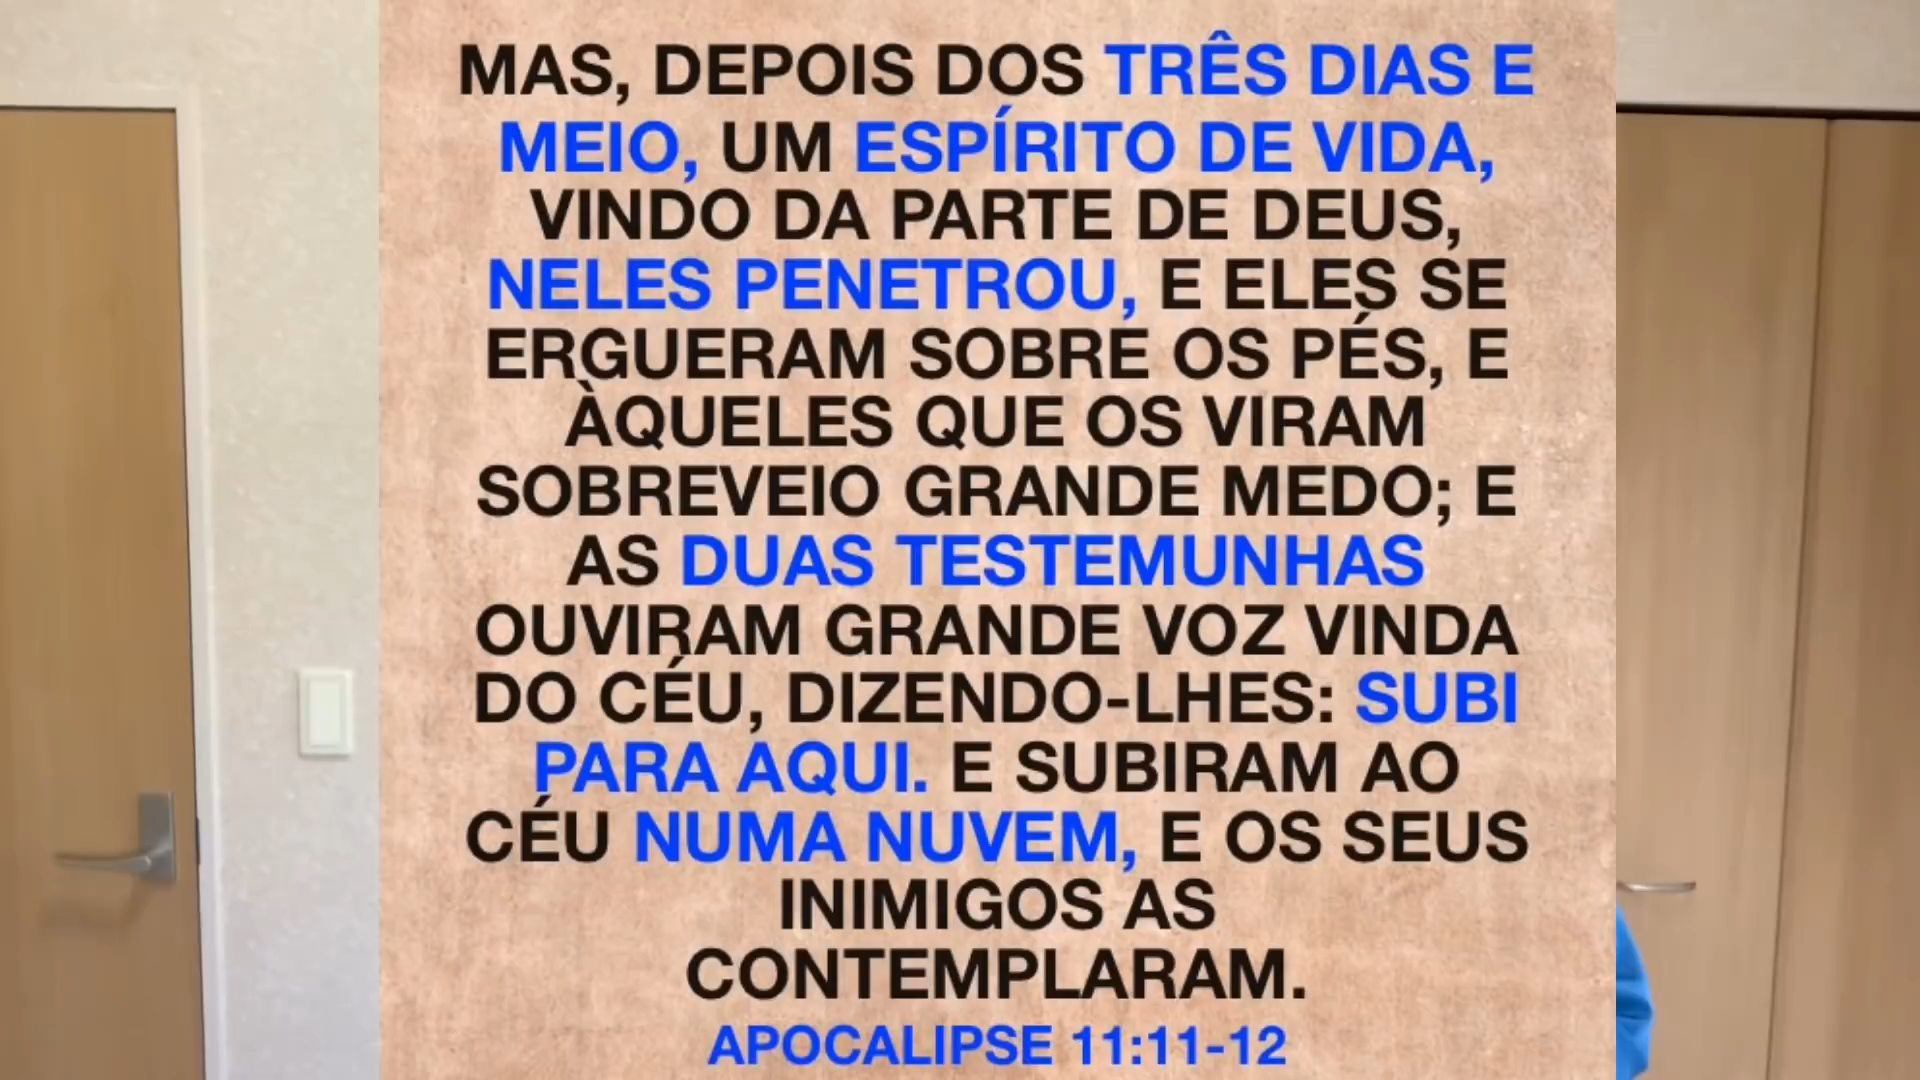 MAS, DEPOIS DOS TRÊS DIAS E
MEIO, UM ESPÍRITO DE VIDA,
VINDO DA PARTE DE DEUS,
NELES PENETROU, E ELES SE
ERGUERAM SOBRE OS PÉS, E
ÀQUELES QUE OS VIRAM
SOBREVEIO GRANDE MEDO; E
AS DUAS TESTEMUNHAS
OUVIRAM GRANDE VOZ VINDA
DO CÉU, DIZENDO-LHES: SUBI
PARA AQUI. E SUBIRAM AO
CÉU NUMA NUVEM, E OS SEUS
INIMIGOS AS
CONTEMPLARAM.
APOCALIPSE 11:11-12